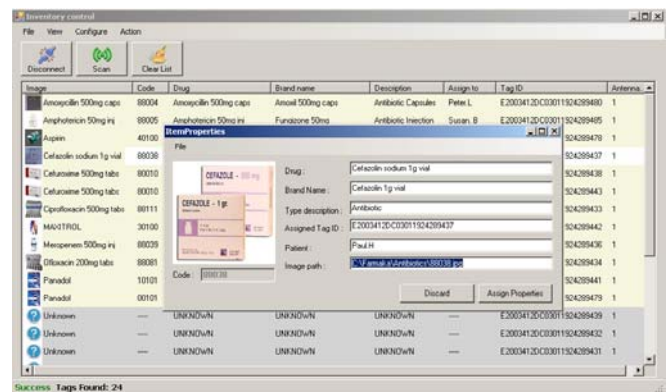 Inventory control
File View Configure Action
Disconnect Scan Clear List
Image Code Drug Brand name Description Assign to Tag ID Antenna.
Amoxycillin 500mg caps 88004 Amoxycillin 500mg caps Amoxil 500mg caps Antibiotic Capsules Peter.L E2003412DC03011924289480 1
Amphotericin 50mg inj 88005 Amphotericin 50mg inj Fungizone 50mg Antibiotic Injection Susan. B E2003412DC03011924289485 1
Aspirin 40100 924289478 1
Cefazolin sodium 1g vial 88038 924289437 1
Cefuroxime 500mg tabs 80010 924289438 1
Cefuroxime 500mg tabs 80010 924289443 1
Ciprofloxacin 500mg tabs 88111 924289433 1
MAXITROL 30100 924289442 1
Meropenem 500mg inj 88039 924289436 1
Ofloxacin 200mg tabs 88081 924289434 1
Panadol 10101 924289441 1
Panadol 00101 924289479 1
Unknown ---- UNKNOWN UNKNOWN UNKNOWN ---- E2003412DC03011924289439 1
Unknown ---- UNKNOWN UNKNOWN UNKNOWN ---- E2003412DC03011924289432 1
Unknown ---- UNKNOWN UNKNOWN UNKNOWN ---- E2003412DC03011924289431 1
ItemProperties
File
CEFAZOLE -
CEFAZOLE - 1 gr.
Drug : Cefazolin sodium 1g vial
Brand Name : Cefazolin 1g vial
Type description : Antibiotic
Assigned Tag ID : E2003412DC03011924289437
Patient : Paul.H
Image path : C:\Farmaka\Antibiotics\88038.jpg
Code : 88038
Discard Assign Properties
Success Tags Found: 24